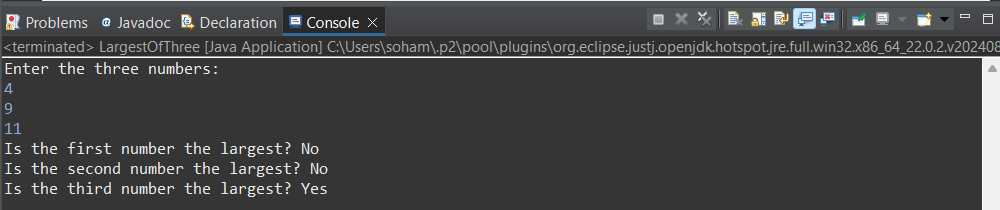 Problems @ Javadoc Declaration Console
<terminated> LargestOfThree [Java Application] C:\Users\soham\.p2\pool\plugins\org.eclipse.justj.openjdk.hotspot.jre.full.win32.x86_64_22.0.2.v202408
Enter the three numbers:
4
9
11
Is the first number the largest? No
Is the second number the largest? No
Is the third number the largest? Yes